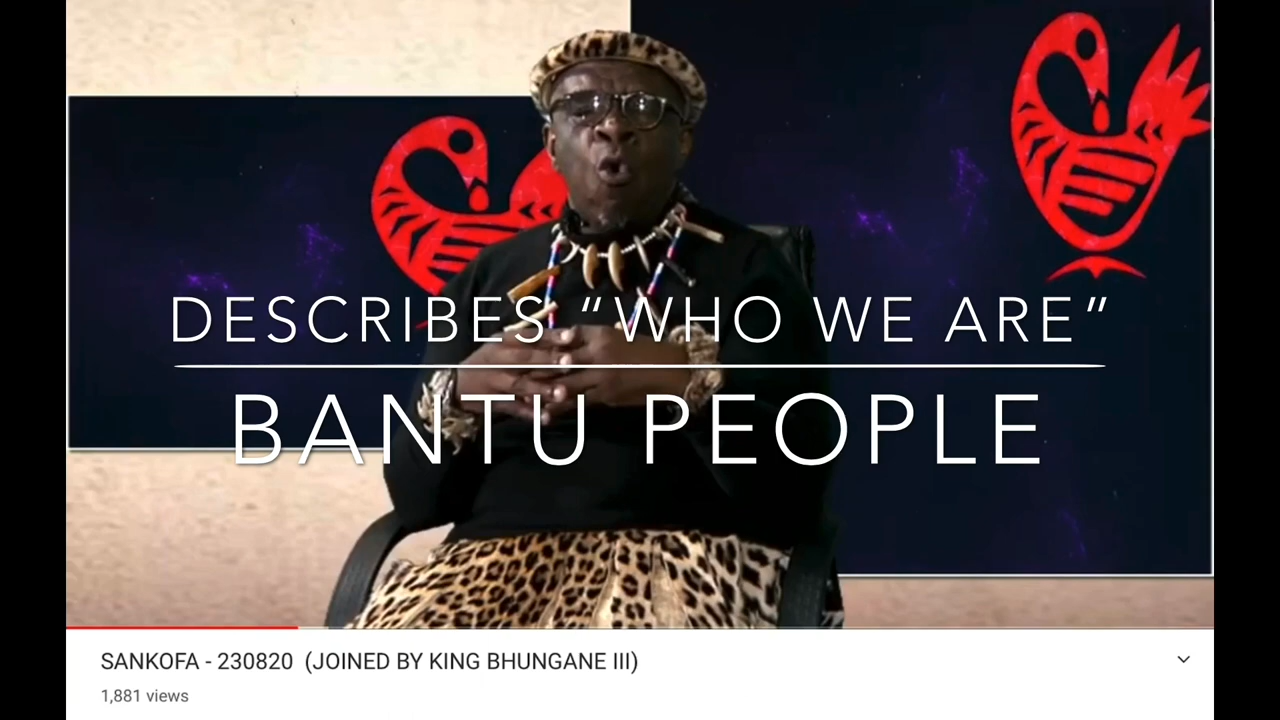 DESCRIBES “WHO WE ARE”
BANTU PEOPLE
SANKOFA - 230820 (JOINED BY KING BHUNGANE III)
1,881 views